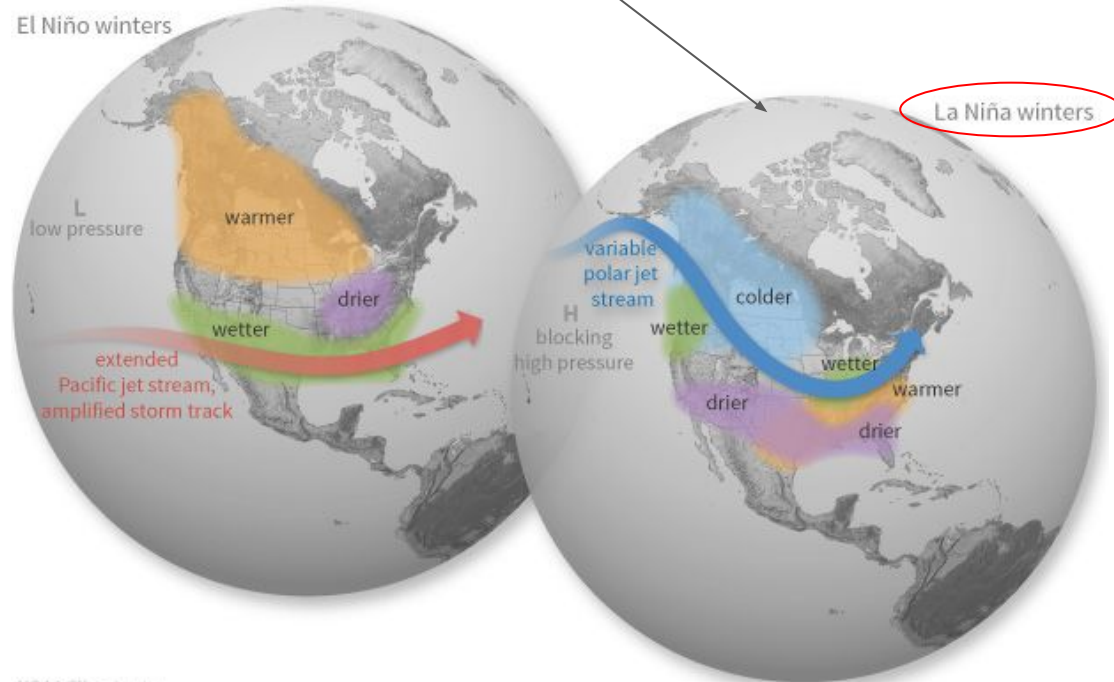 El Niño winters
La Niña winters
L
low pressure
warmer
drier
wetter
extended
Pacific jet stream,
amplified storm track
variable
polar jet
stream
colder
H
blocking
high pressure
wetter
wetter
warmer
drier
drier